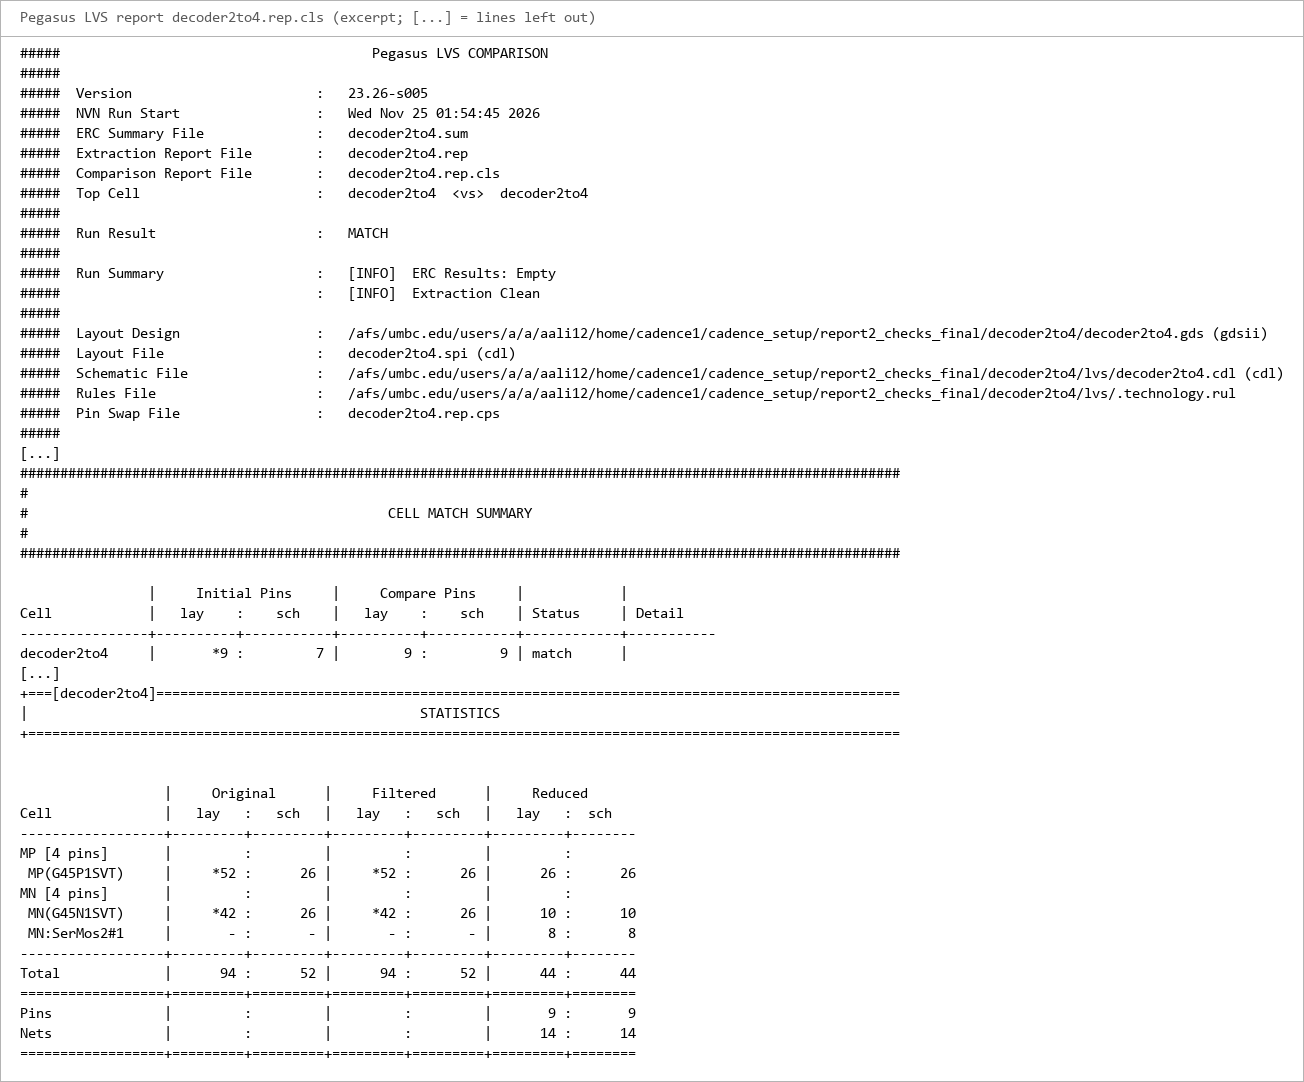 Pegasus LVS report decoder2to4.rep.cls (excerpt; [...] = lines left out)
#####                                       Pegasus LVS COMPARISON
#####
#####  Version                       :   23.26-s005
#####  NVN Run Start                 :   Wed Nov 25 01:54:45 2026
#####  ERC Summary File              :   decoder2to4.sum
#####  Extraction Report File        :   decoder2to4.rep
#####  Comparison Report File        :   decoder2to4.rep.cls
#####  Top Cell                      :   decoder2to4  <vs>  decoder2to4
#####
#####  Run Result                    :   MATCH
#####
#####  Run Summary                   :   [INFO]  ERC Results: Empty
#####                                :   [INFO]  Extraction Clean
#####
#####  Layout Design                 :   /afs/umbc.edu/users/a/a/aali12/home/cadence1/cadence_setup/report2_checks_final/decoder2to4/decoder2to4.gds (gdsii)
#####  Layout File                   :   decoder2to4.spi (cdl)
#####  Schematic File                :   /afs/umbc.edu/users/a/a/aali12/home/cadence1/cadence_setup/report2_checks_final/decoder2to4/lvs/decoder2to4.cdl (cdl)
#####  Rules File                    :   /afs/umbc.edu/users/a/a/aali12/home/cadence1/cadence_setup/report2_checks_final/decoder2to4/lvs/.technology.rul
#####  Pin Swap File                 :   decoder2to4.rep.cps
#####
[...]
##############################################################################################################
#
#                                             CELL MATCH SUMMARY
#
##############################################################################################################
                |     Initial Pins     |     Compare Pins     |            |
Cell            |   lay    :    sch    |   lay    :    sch    | Status     | Detail
----------------+----------+-----------+----------+-----------+------------+-----------
decoder2to4     |       *9 :         7 |        9 :         9 | match      |
[...]
+===[decoder2to4]=============================================================================================
|                                                 STATISTICS
+=============================================================================================================
                  |     Original      |     Filtered      |     Reduced
Cell              |   lay   :   sch   |   lay   :   sch   |   lay   :  sch
------------------+---------+---------+---------+---------+---------+--------
MP [4 pins]       |         :         |         :         |         :
 MP(G45P1SVT)     |     *52 :      26 |     *52 :      26 |      26 :      26
MN [4 pins]       |         :         |         :         |         :
 MN(G45N1SVT)     |     *42 :      26 |     *42 :      26 |      10 :      10
 MN:SerMos2#1     |       - :       - |       - :       - |       8 :       8
------------------+---------+---------+---------+---------+---------+--------
Total             |      94 :      52 |      94 :      52 |      44 :      44
==================+=========+=========+=========+=========+=========+========
Pins              |         :         |         :         |       9 :       9
Nets              |         :         |         :         |      14 :      14
==================+=========+=========+=========+=========+=========+========